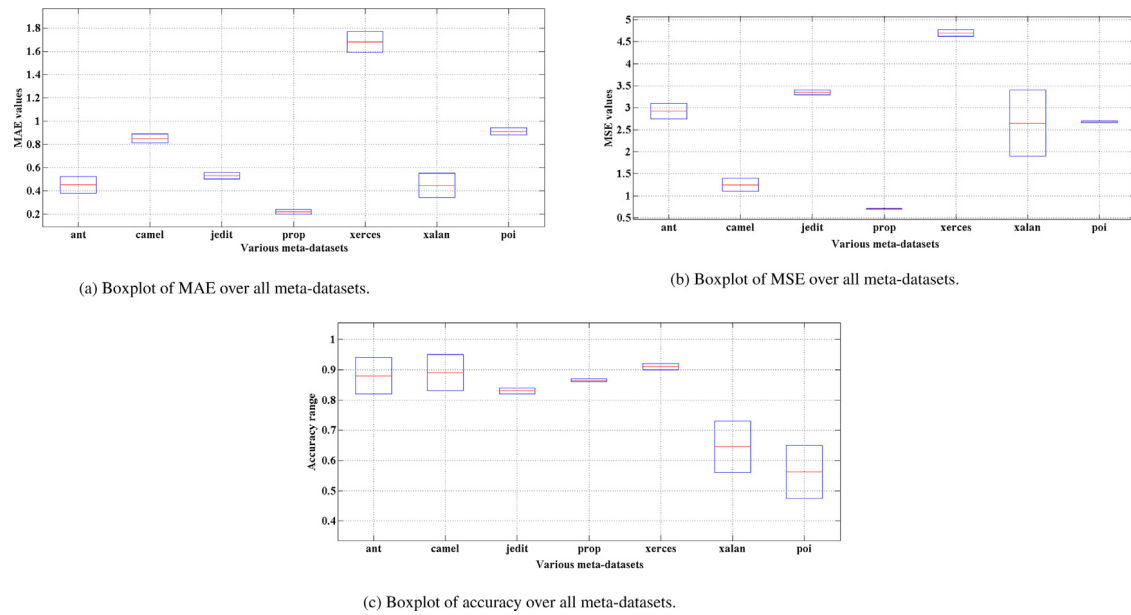 1.8
1.6
1.4
1.2
1
0.8
0.6
0.4
0.2
MAE values
ant camel jedit prop xerces xalan poi
Various meta-datasets
(a) Boxplot of MAE over all meta-datasets.
5
4.5
4
3.5
3
2.5
2
1.5
1
0.5
MSE values
ant camel jedit prop xerces xalan poi
Various meta-datasets
(b) Boxplot of MSE over all meta-datasets.
1
0.9
0.8
0.7
0.6
0.5
0.4
Accuracy range
ant camel jedit prop xerces xalan poi
Various meta-datasets
(c) Boxplot of accuracy over all meta-datasets.